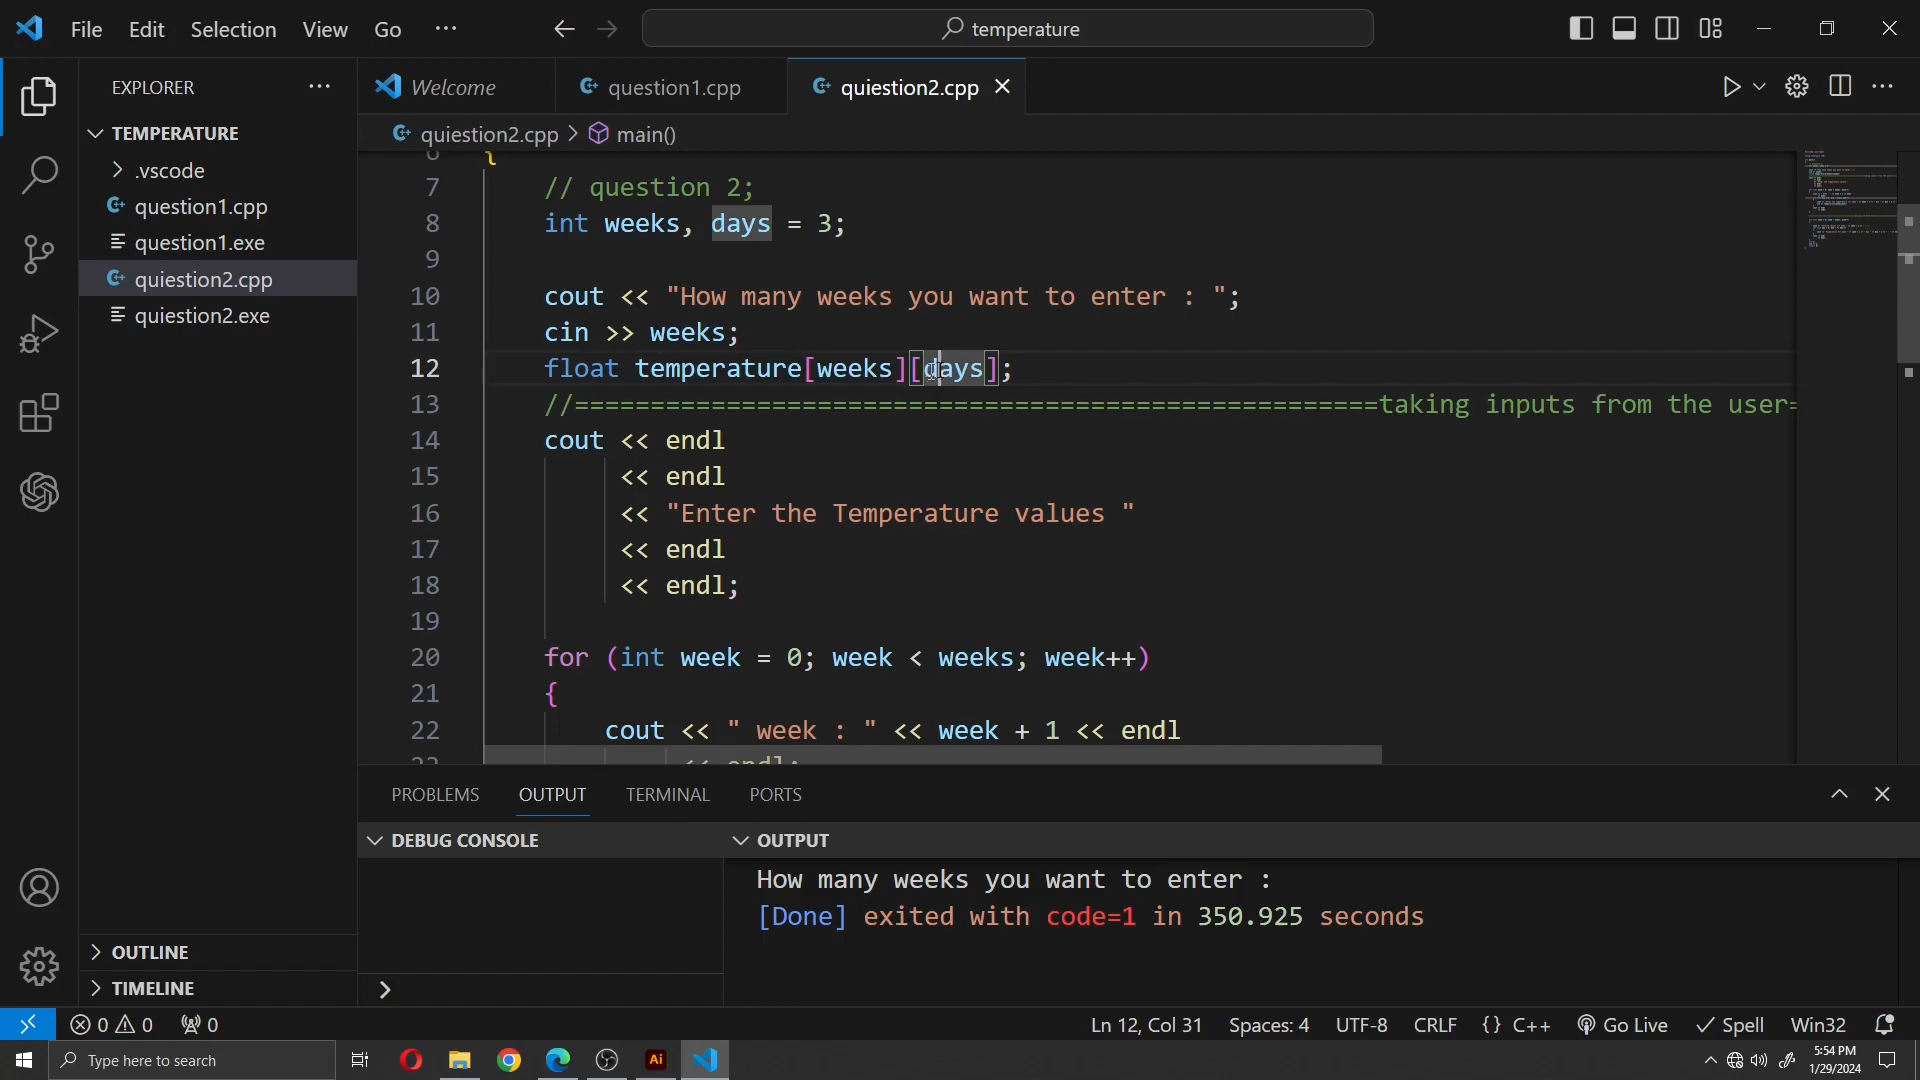 File Edit Selection View Go ···
temperature
EXPLORER
TEMPERATURE
.vscode
question1.cpp
question1.exe
quiestion2.cpp
quiestion2.exe
OUTLINE
TIMELINE
Welcome question1.cpp quiestion2.cpp
quiestion2.cpp > main()
6 {
7 // question 2;
8 int weeks, days = 3;
9
10 cout << "How many weeks you want to enter : ";
11 cin >> weeks;
12 float temperature[weeks][days];
13 //=====================================================taking inputs from the user=
14 cout << endl
15 << endl
16 << "Enter the Temperature values "
17 << endl
18 << endl;
19
20 for (int week = 0; week < weeks; week++)
21 {
22 cout << " week : " << week + 1 << endl
23 << endl;
PROBLEMS OUTPUT TERMINAL PORTS
DEBUG CONSOLE
OUTPUT
How many weeks you want to enter :
[Done] exited with code=1 in 350.925 seconds
0 0 0 Ln 12, Col 31 Spaces: 4 UTF-8 CRLF {} C++ Go Live Spell Win32
Type here to search
Ai
5:54 PM
1/29/2024